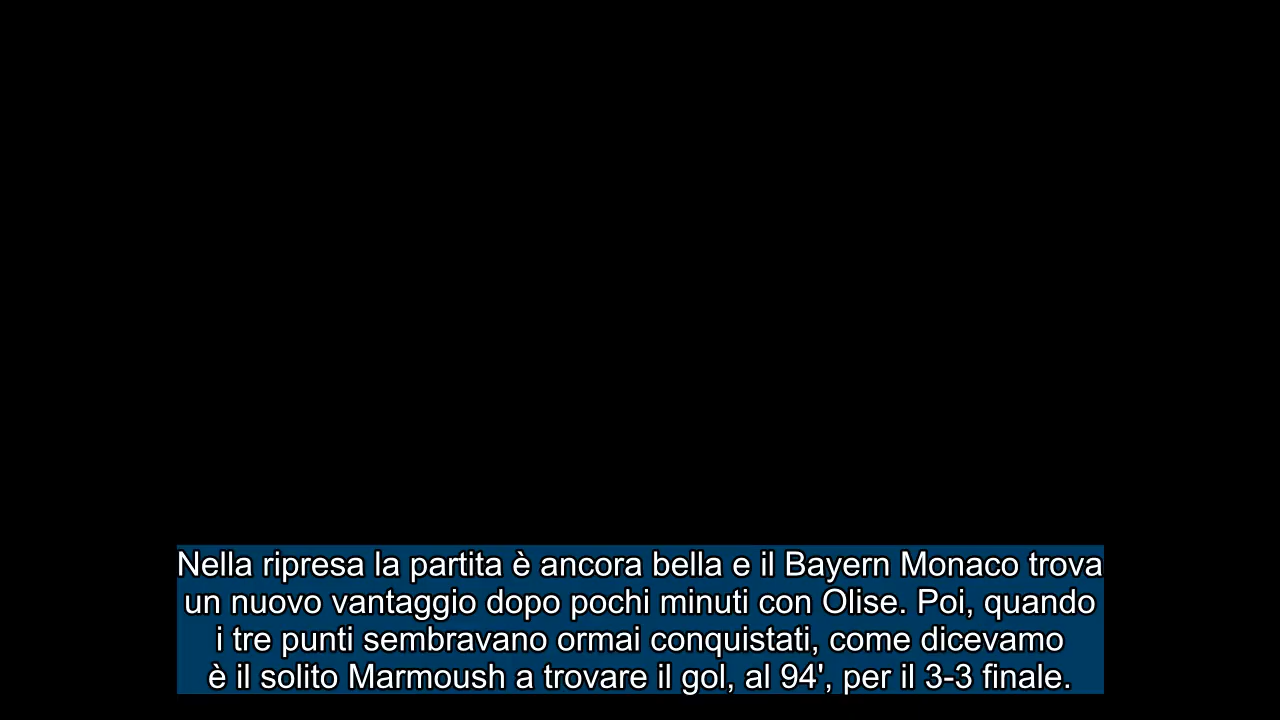 Nella ripresa la partita è ancora bella e il Bayern Monaco trova
un nuovo vantaggio dopo pochi minuti con Olise. Poi, quando
i tre punti sembravano ormai conquistati, come dicevamo
è il solito Marmoush a trovare il gol, al 94', per il 3-3 finale.